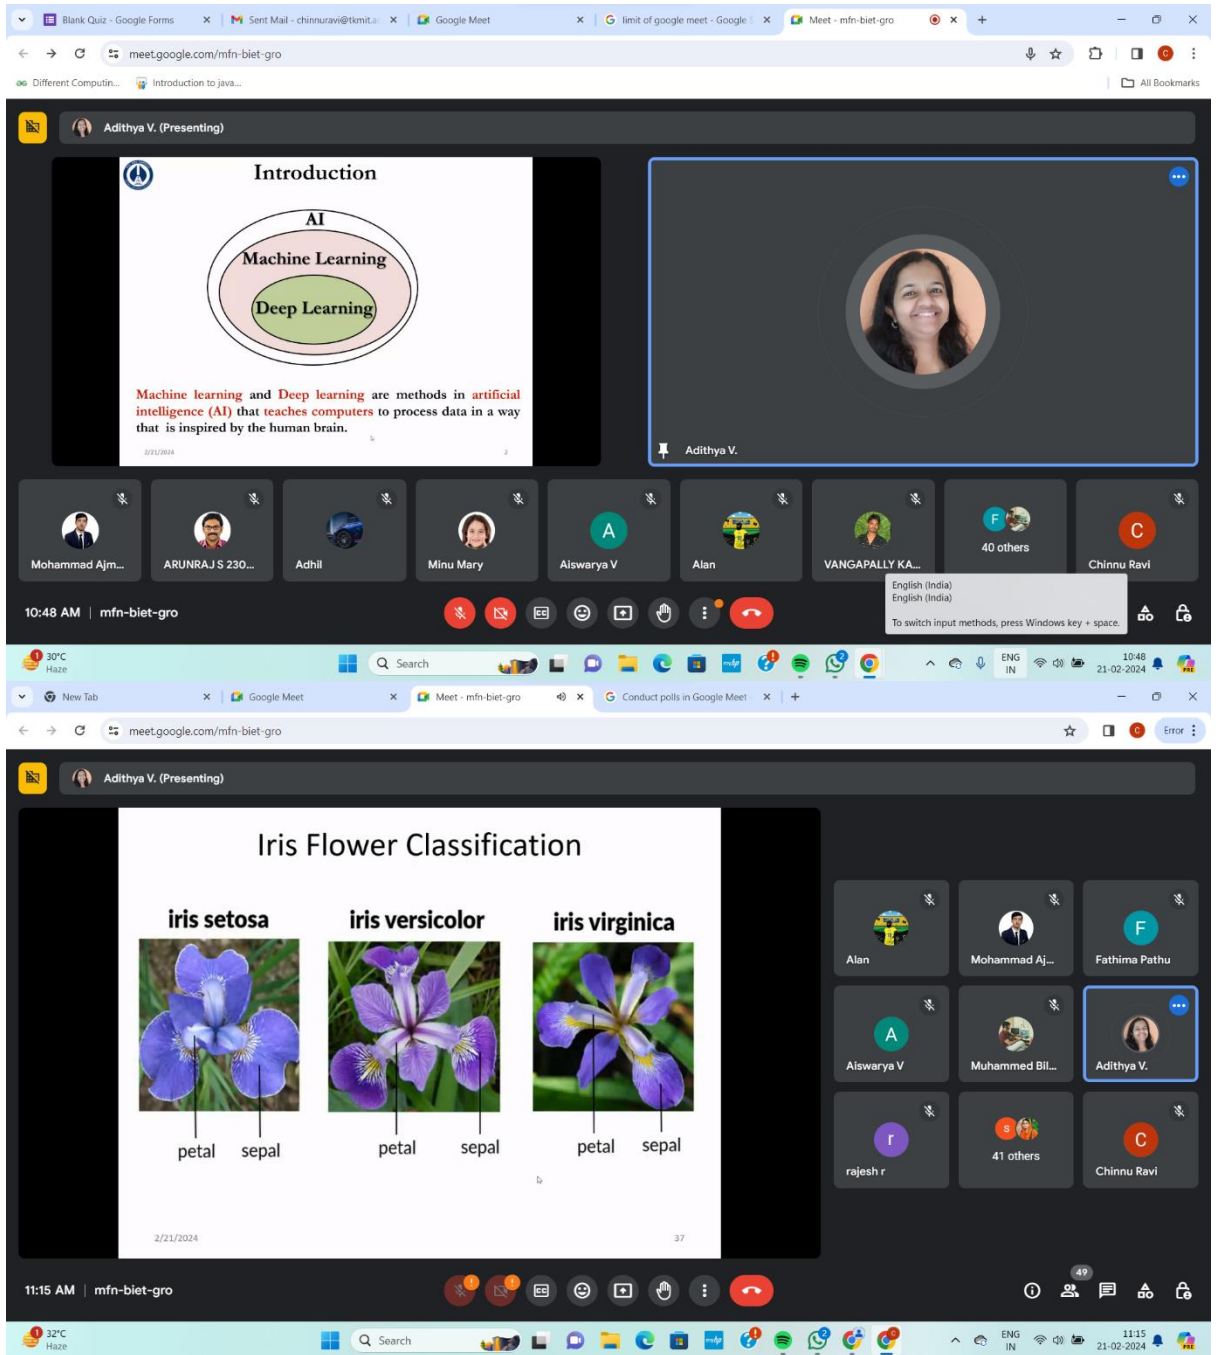 Blank Quiz - Google Forms
Sent Mail - chinnuravi@tkmit.a
Google Meet
limit of google meet - Google S
Meet - mfn-biet-gro
meet.google.com/mfn-biet-gro
C
Different Computin...
Introduction to java...
All Bookmarks
Adithya V. (Presenting)
Introduction
AI
Machine Learning
Deep Learning
Machine learning and Deep learning are methods in artificial
intelligence (AI) that teaches computers to process data in a way
that is inspired by the human brain.
2/21/2024
2
Adithya V.
Mohammad Ajm...
ARUNRAJ S 230...
Adhil
Minu Mary
A
Aiswarya V
Alan
VANGAPALLY KA...
F
40 others
C
Chinnu Ravi
English (India)
English (India)
To switch input methods, press Windows key + space.
10:48 AM | mfn-biet-gro
CC
1
30°C
Haze
Search
2
ENG
IN
10:48
21-02-2024
PRE
New Tab
Google Meet
Meet - mfn-biet-gro
Conduct polls in Google Meet
meet.google.com/mfn-biet-gro
C
Error
Adithya V. (Presenting)
Iris Flower Classification
iris setosa
iris versicolor
iris virginica
petal
sepal
petal
sepal
petal
sepal
2/21/2024
37
Alan
Mohammad Aj...
F
Fathima Pathu
A
Aiswarya V
Muhammed Bil...
Adithya V.
r
rajesh r
S
41 others
C
Chinnu Ravi
11:15 AM | mfn-biet-gro
CC
49
1
32°C
Haze
Search
2
ENG
IN
11:15
21-02-2024
PRE